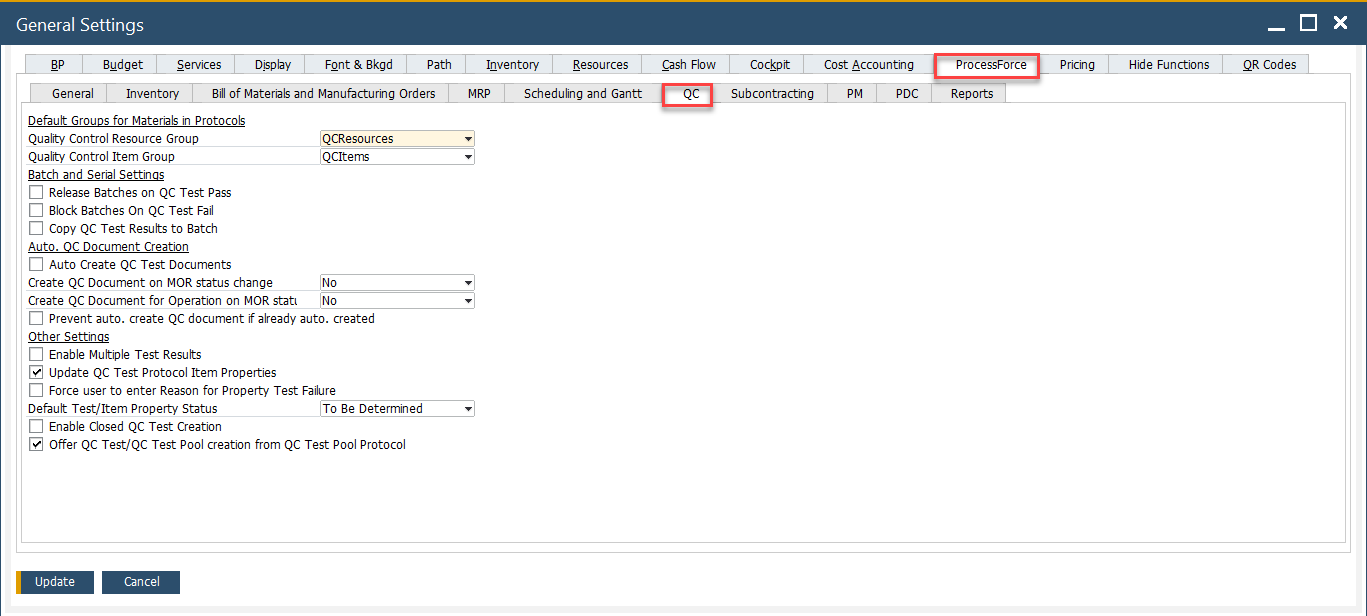 General Settings
BP Budget Services Display Font & Bkgd Path Inventory Resources Cash Flow Cockpit Cost Accounting ProcessForce Pricing Hide Functions QR Codes
General Inventory Bill of Materials and Manufacturing Orders MRP Scheduling and Gantt QC Subcontracting PM PDC Reports
Default Groups for Materials in Protocols
Quality Control Resource Group QCResources
Quality Control Item Group QCItems
Batch and Serial Settings
Release Batches on QC Test Pass
Block Batches On QC Test Fail
Copy QC Test Results to Batch
Auto. QC Document Creation
Auto Create QC Test Documents
Create QC Document on MOR status change No
Create QC Document for Operation on MOR statu No
Prevent auto. create QC document if already auto. created
Other Settings
Enable Multiple Test Results
Update QC Test Protocol Item Properties
Force user to enter Reason for Property Test Failure
Default Test/Item Property Status To Be Determined
Enable Closed QC Test Creation
Offer QC Test/QC Test Pool creation from QC Test Pool Protocol
Update Cancel